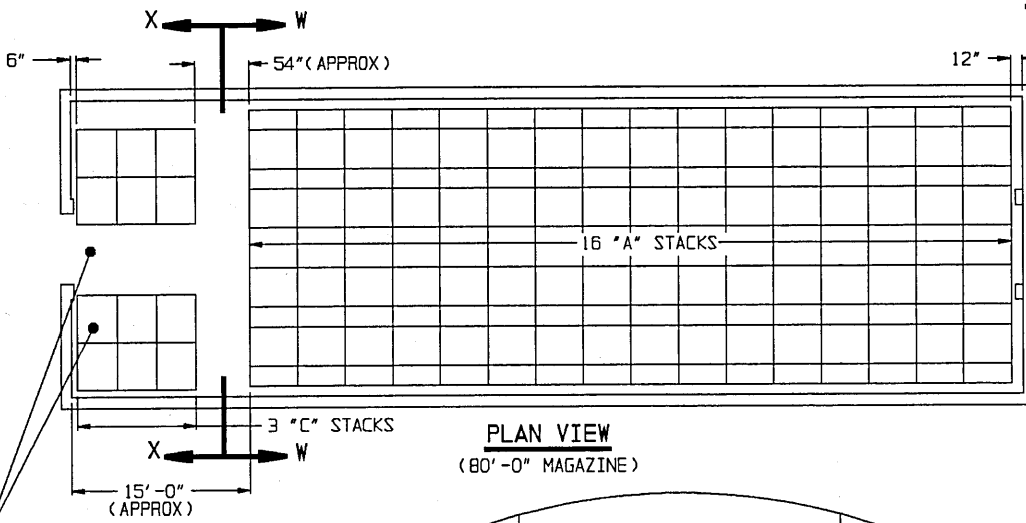 X W
6"
54"(APPROX)
12"
16 "A" STACKS
3 "C" STACKS
X W
PLAN VIEW
(80'-0" MAGAZINE)
15'-0"
(APPROX)